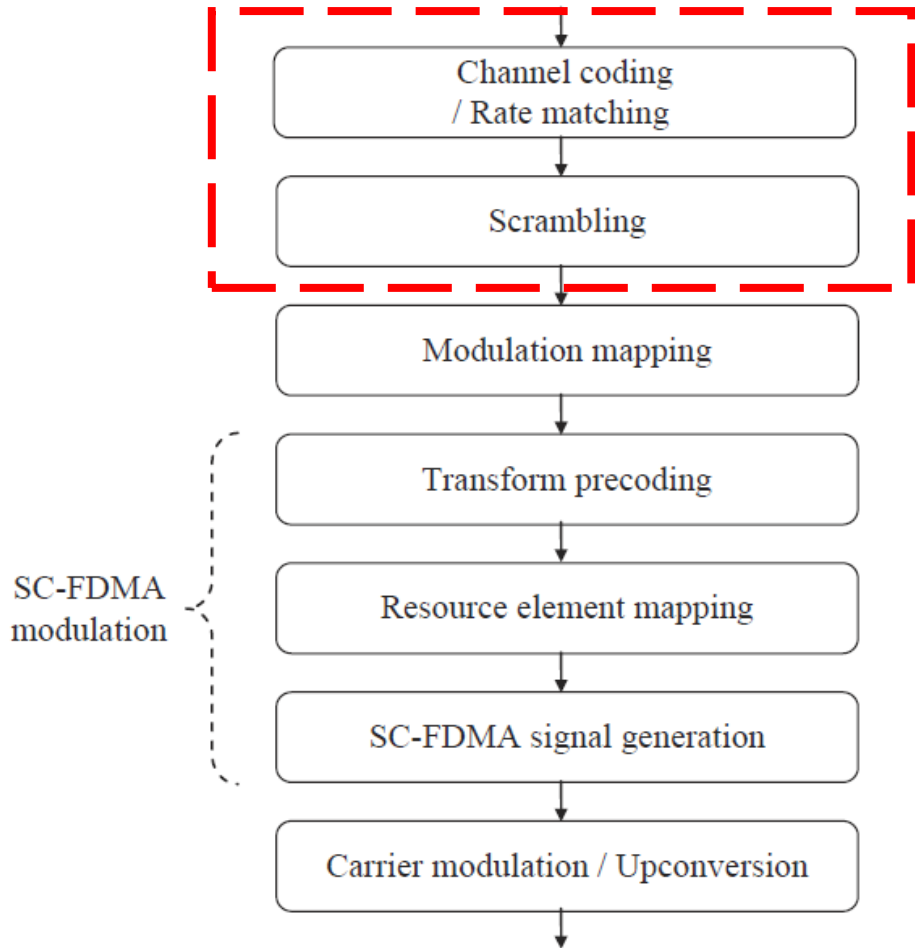 Channel coding
/ Rate matching
Scrambling
Modulation mapping
Transform precoding
SC-FDMA
modulation
Resource element mapping
SC-FDMA signal generation
Carrier modulation / Upconversion